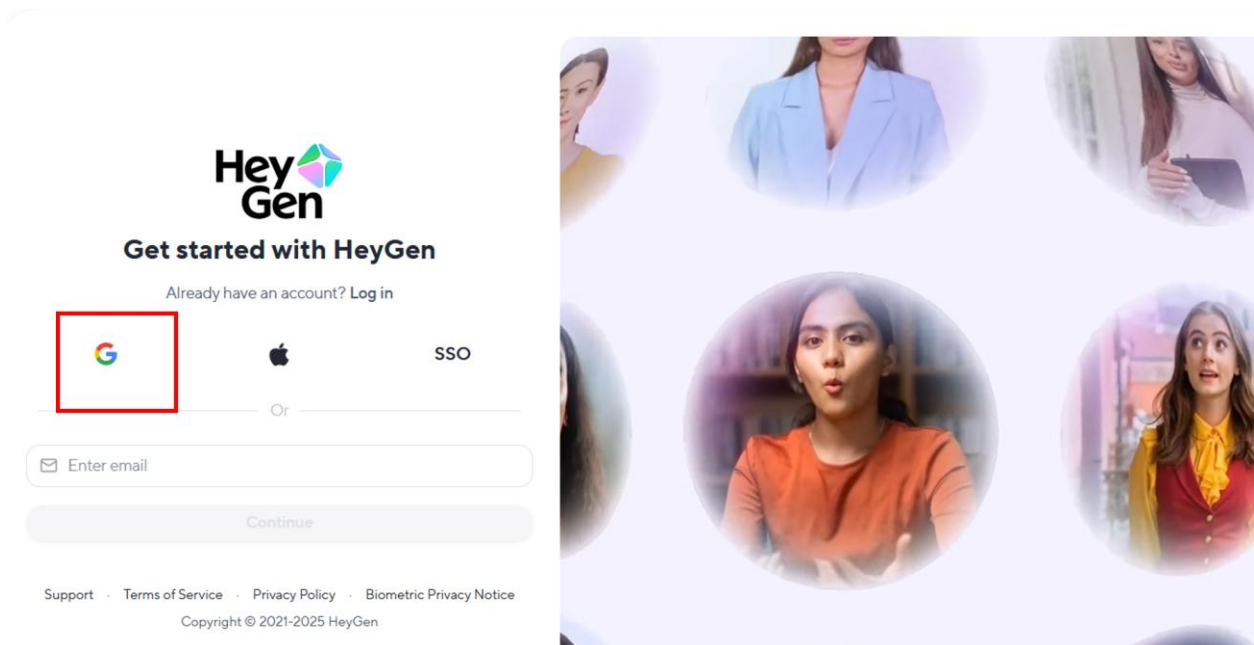 Hey
Gen
Get started with HeyGen
Already have an account? Log in
G
SSO
Or
Enter email
Continue
Support · Terms of Service · Privacy Policy · Biometric Privacy Notice
Copyright © 2021-2025 HeyGen